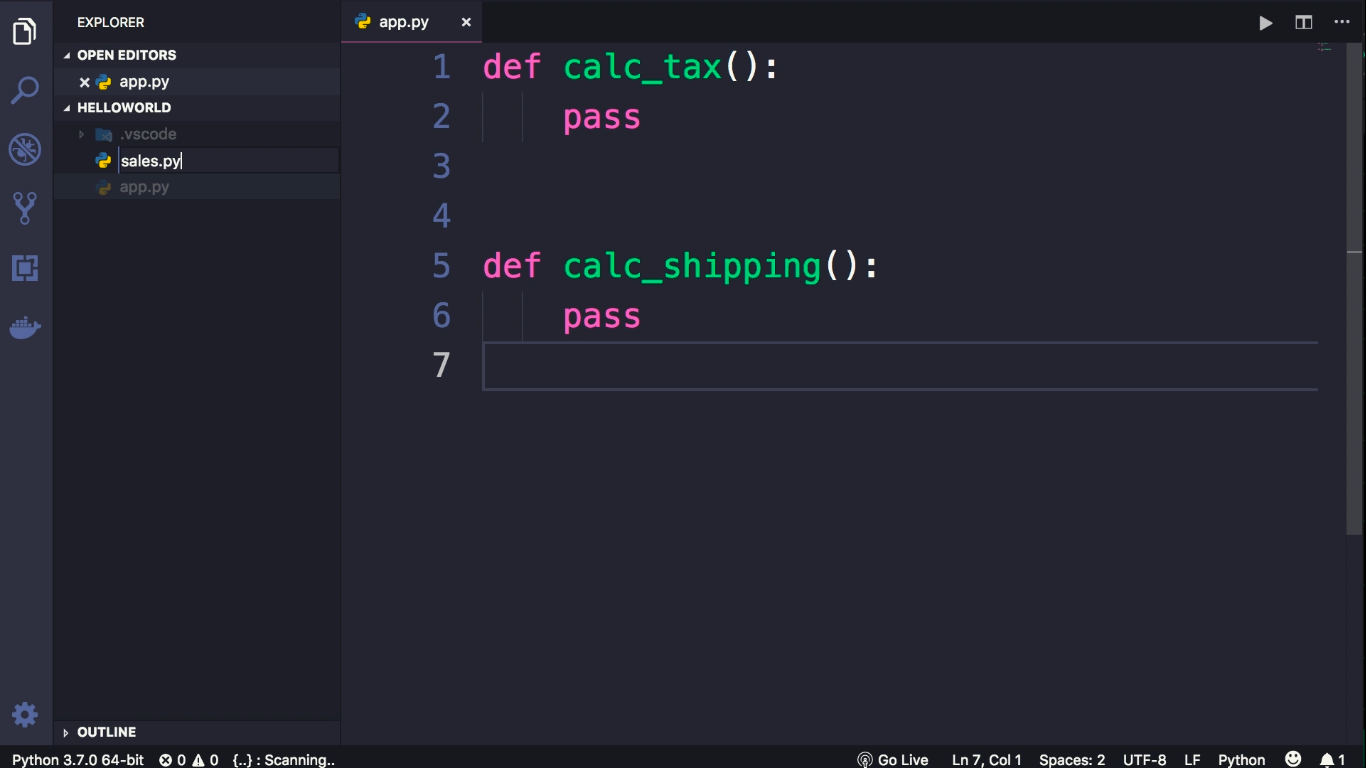 EXPLORER
OPEN EDITORS
app.py
HELLOWORLD
.vscode
sales.py
app.py
OUTLINE
app.py
1 def calc_tax():
2 pass
3
4
5 def calc_shipping():
6 pass
7
Python 3.7.0 64-bit 0 0 {..} : Scanning.. Go Live Ln 7, Col 1 Spaces: 2 UTF-8 LF Python 1